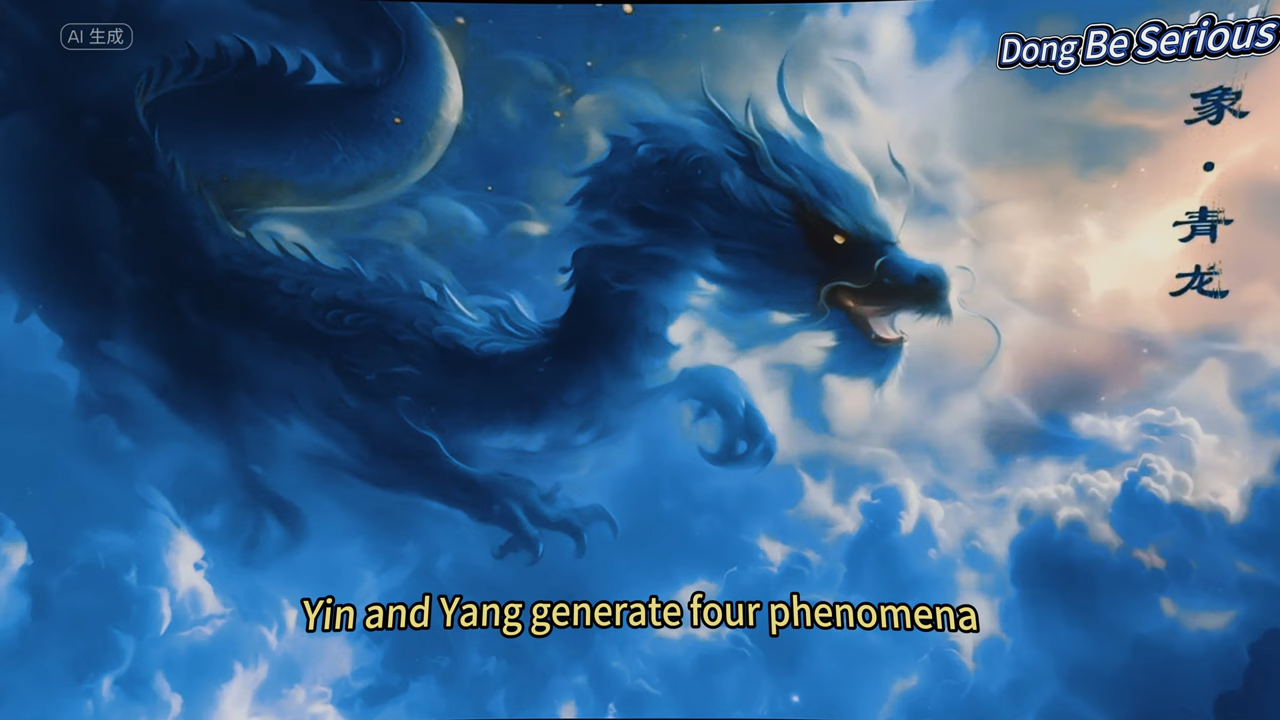 AI 生成
Dong Be Serious
象·青龙
Yin and Yang generate four phenomena